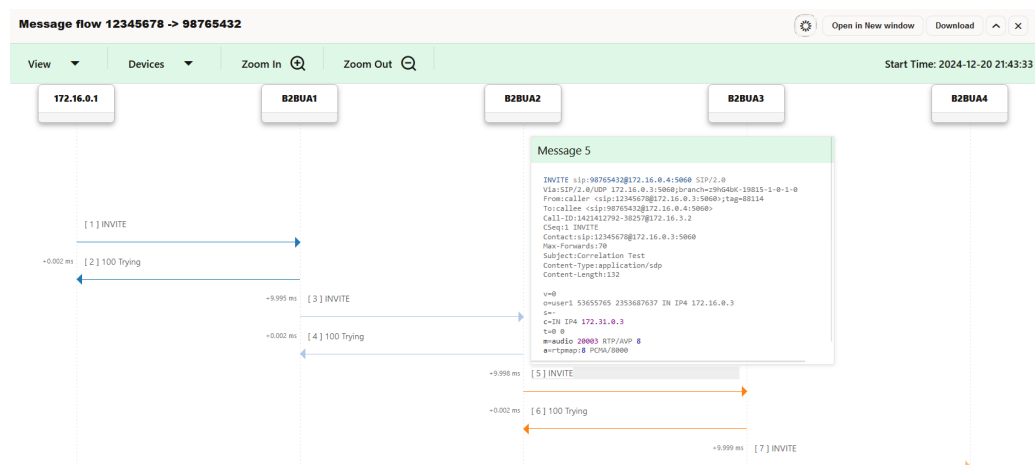 Message flow 12345678 -> 98765432
Open in New window
Download
View
Devices
Zoom In
Zoom Out
Start Time: 2024-12-20 21:43:33
172.16.0.1
B2BUA1
B2BUA2
B2BUA3
B2BUA4
Message 5
INVITE sip:98765432@172.16.0.4:5060 SIP/2.0
Via:SIP/2.0/UDP 172.16.0.3:5060;branch=z9hG4bK-19815-1-0-1-0
From:caller <sip:12345678@172.16.0.3:5060>;tag=88114
To:callee <sip:98765432@172.16.0.4:5060>
Call-ID:1421412792-38257@172.16.3.2
CSeq:1 INVITE
Contact:sip:12345678@172.16.0.3:5060
Max-Forwards:70
Subject:Correlation Test
Content-Type:application/sdp
Content-Length:132
v=0
o=user1 53655765 2353687637 IN IP4 172.16.0.3
s=-
c=IN IP4 172.31.0.3
t=0 0
m=audio 20003 RTP/AVP 8
a=rtpmap:8 PCMA/8000
[ 1 ] INVITE
+0.002 ms [ 2 ] 100 Trying
+9.995 ms [ 3 ] INVITE
+0.002 ms [ 4 ] 100 Trying
+9.998 ms [ 5 ] INVITE
+0.002 ms [ 6 ] 100 Trying
+9.999 ms [ 7 ] INVITE